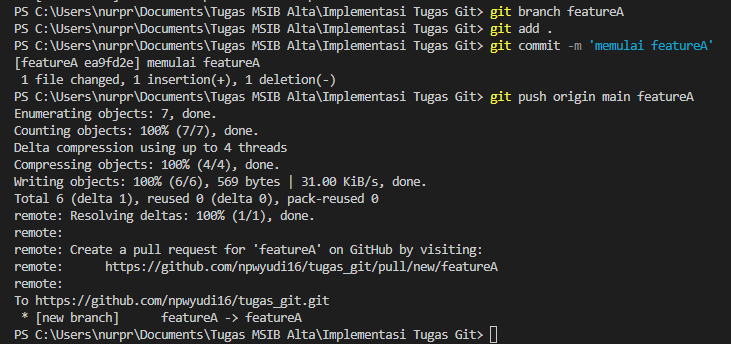 PS C:\Users\nurpr\Documents\Tugas MSIB Alta\Implementasi Tugas Git> git branch featureA
PS C:\Users\nurpr\Documents\Tugas MSIB Alta\Implementasi Tugas Git> git add .
PS C:\Users\nurpr\Documents\Tugas MSIB Alta\Implementasi Tugas Git> git commit -m 'memulai featureA'
[featureA ea9fd2e] memulai featureA
 1 file changed, 1 insertion(+), 1 deletion(-)
PS C:\Users\nurpr\Documents\Tugas MSIB Alta\Implementasi Tugas Git> git push origin main featureA
Enumerating objects: 7, done.
Counting objects: 100% (7/7), done.
Delta compression using up to 4 threads
Compressing objects: 100% (4/4), done.
Writing objects: 100% (6/6), 569 bytes | 31.00 KiB/s, done.
Total 6 (delta 1), reused 0 (delta 0), pack-reused 0
remote: Resolving deltas: 100% (1/1), done.
remote:
remote: Create a pull request for 'featureA' on GitHub by visiting:
remote:      https://github.com/npwyudi16/tugas_git/pull/new/featureA
remote:
To https://github.com/npwyudi16/tugas_git.git
 * [new branch]      featureA -> featureA
PS C:\Users\nurpr\Documents\Tugas MSIB Alta\Implementasi Tugas Git>